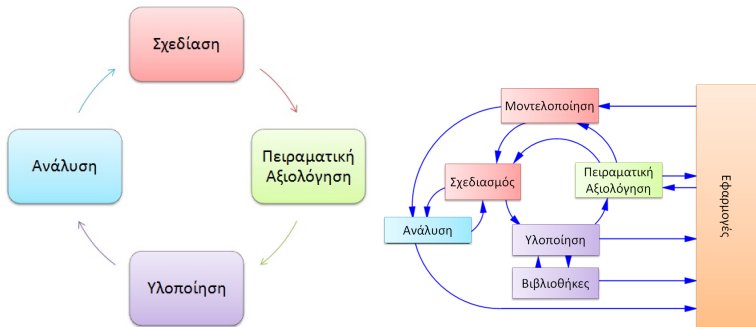 Σχεδίαση
Ανάλυση
Πειραματική
Αξιολόγηση
Υλοποίηση
Μοντελοποίηση
Σχεδιασμός
Πειραματική
Αξιολόγηση
Ανάλυση
Υλοποίηση
Βιβλιοθήκες
Εφαρμογές